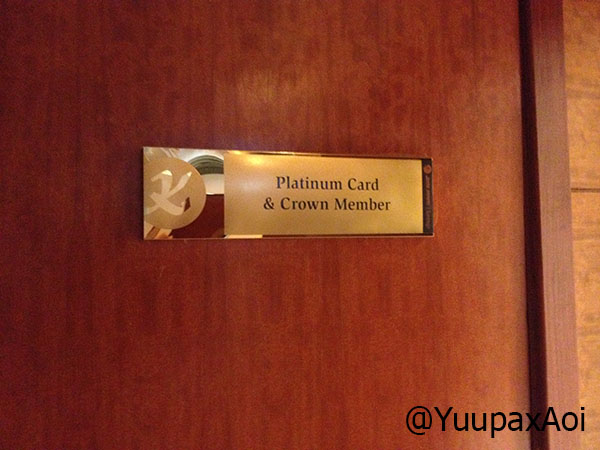 K
Platinum Card
& Crown Member
@YuupaxAoi